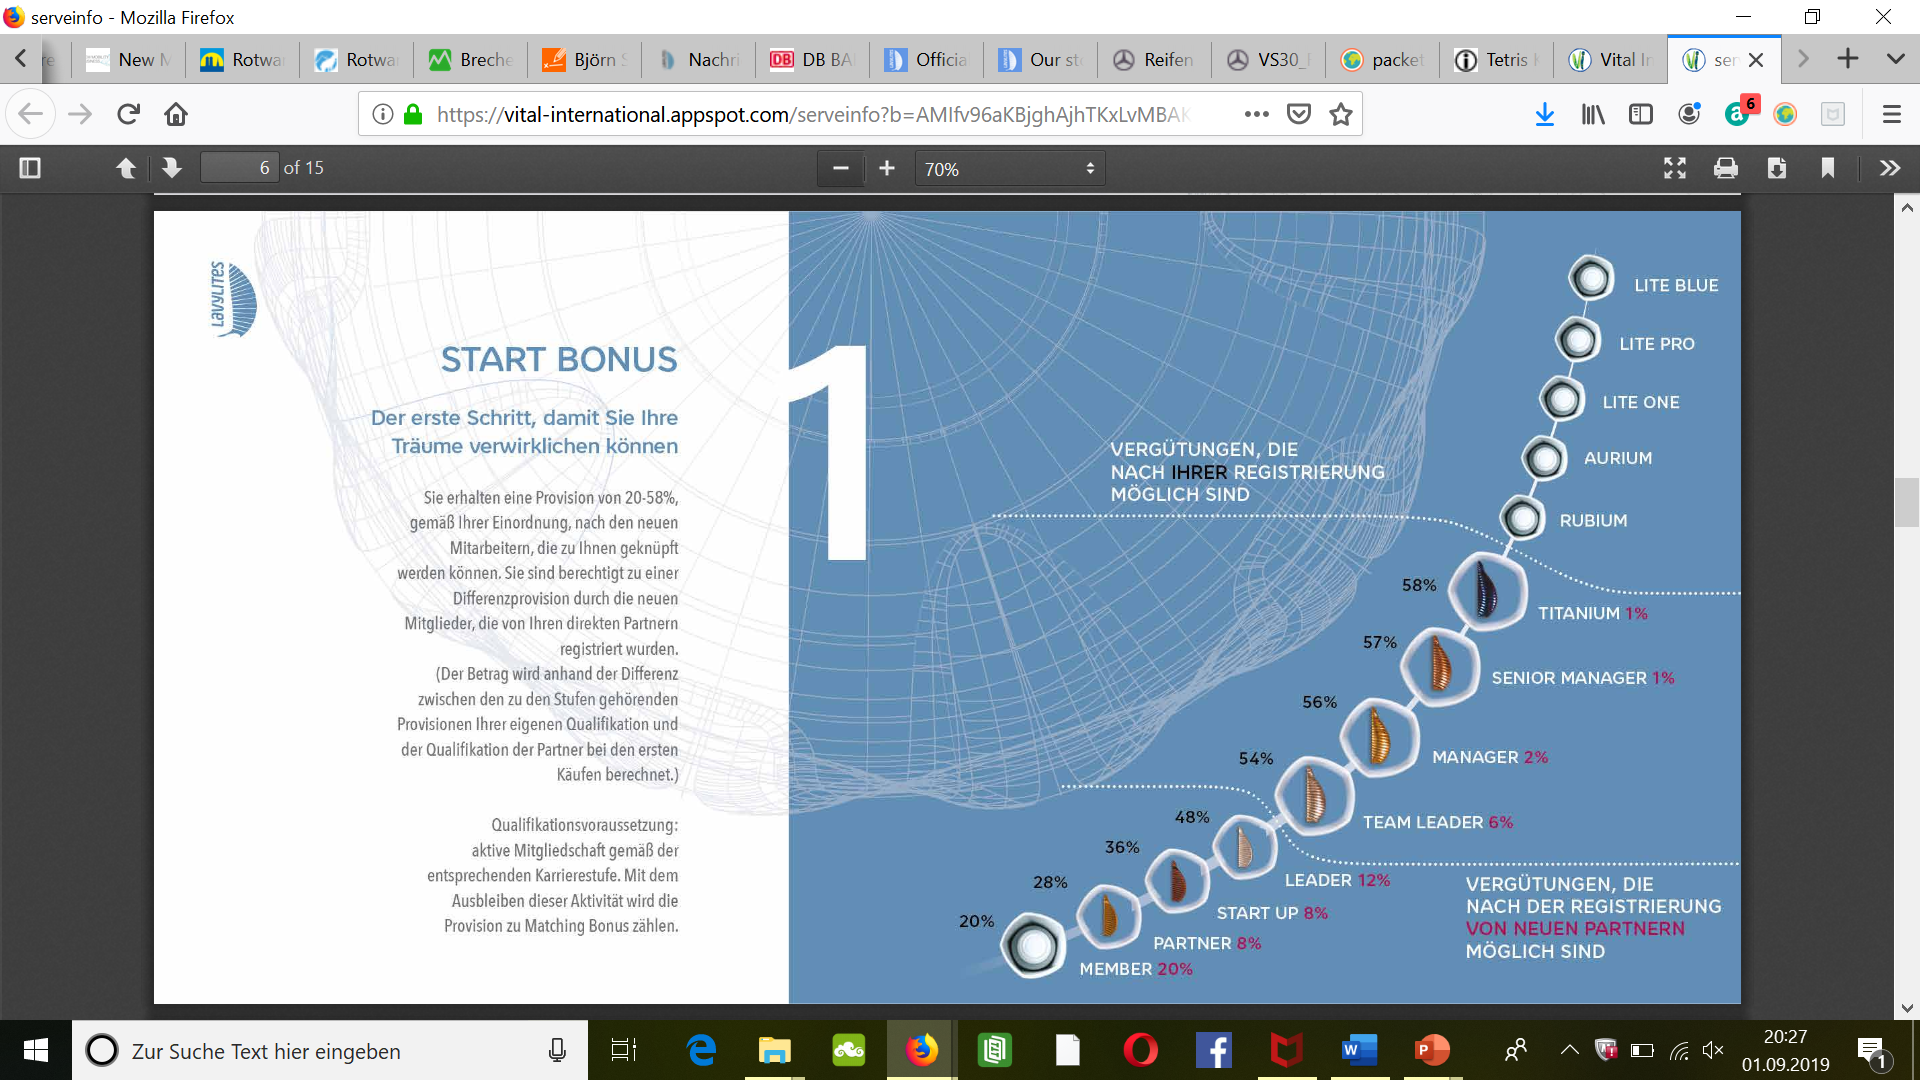 serveinfo - Mozilla Firefox
New M
Rotwa
Rotwa
Breche
Björn S
Nachri
DB BA
Officia
Our st
Reifen
VS30_
packet
Tetris
Vital In
ser
https://vital-international.appspot.com/serveinfo?b=AMIfv96aKBjghAjhTKxLvMBAK
6
6 of 15
70%
LAVYLITES
START BONUS
Der erste Schritt, damit Sie Ihre
Träume verwirklichen können
Sie erhalten eine Provision von 20-58%,
gemäß Ihrer Einordnung, nach den neuen
Mitarbeitern, die zu Ihnen geknüpft
werden können. Sie sind berechtigt zu einer
Differenzprovision durch die neuen
Mitglieder, die von Ihren direkten Partnern
registriert wurden.
(Der Betrag wird anhand der Differenz
zwischen den zu den Stufen gehörenden
Provisionen Ihrer eigenen Qualifikation und
der Qualifikation der Partner bei den ersten
Käufen berechnet.)
Qualifikationsvoraussetzung:
aktive Mitgliedschaft gemäß der
entsprechenden Karrierestufe. Mit dem
Ausbleiben dieser Aktivität wird die
Provision zu Matching Bonus zählen.
1
VERGÜTUNGEN, DIE
NACH IHRER REGISTRIERUNG
MÖGLICH SIND
LITE BLUE
LITE PRO
LITE ONE
AURIUM
RUBIUM
58%
TITANIUM 1%
57%
SENIOR MANAGER 1%
56%
MANAGER 2%
54%
TEAM LEADER 6%
48%
LEADER 12%
36%
START UP 8%
28%
PARTNER 8%
20%
MEMBER 20%
VERGÜTUNGEN, DIE
NACH DER REGISTRIERUNG
VON NEUEN PARTNERN
MÖGLICH SIND
Zur Suche Text hier eingeben
20:27
01.09.2019
1